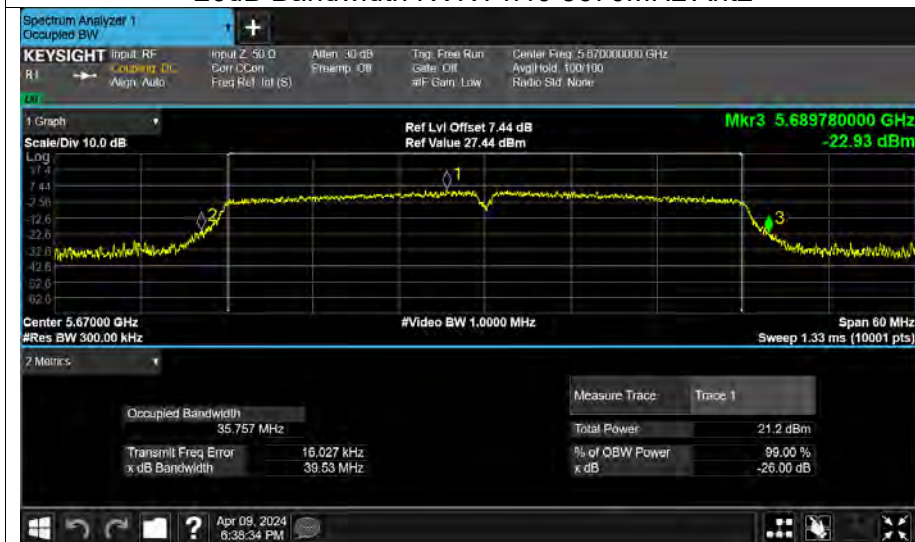 Spectrum Analyzer 1
Occupied BW
KEYSIGHT Input: RF
Coupling: DC
Align: Auto
Input Z: 50 Ω
Corr CCorr
Freq Ref: Int (S)
Atten: 30 dB
Preamp: Off
Trig: Free Run
Gate: Off
#IF Gain: Low
Center Freq: 5.670000000 GHz
Avg|Hold: 100/100
Radio Std: None
1 Graph
Scale/Div 10.0 dB
Ref Lvl Offset 7.44 dB
Ref Value 27.44 dBm
Mkr3 5.689780000 GHz
-22.93 dBm
Log
17.4
7.44
-2.56
-12.6
-22.6
-32.6
-42.6
-52.6
-62.6
1
2
3
Center 5.67000 GHz
#Res BW 300.00 kHz
#Video BW 1.0000 MHz
Span 60 MHz
Sweep 1.33 ms (10001 pts)
2 Metrics
Occupied Bandwidth
35.757 MHz
Transmit Freq Error 16.027 kHz
x dB Bandwidth 39.53 MHz
Measure Trace Trace 1
Total Power 21.2 dBm
% of OBW Power 99.00 %
x dB -26.00 dB
Apr 09, 2024
6:38:34 PM